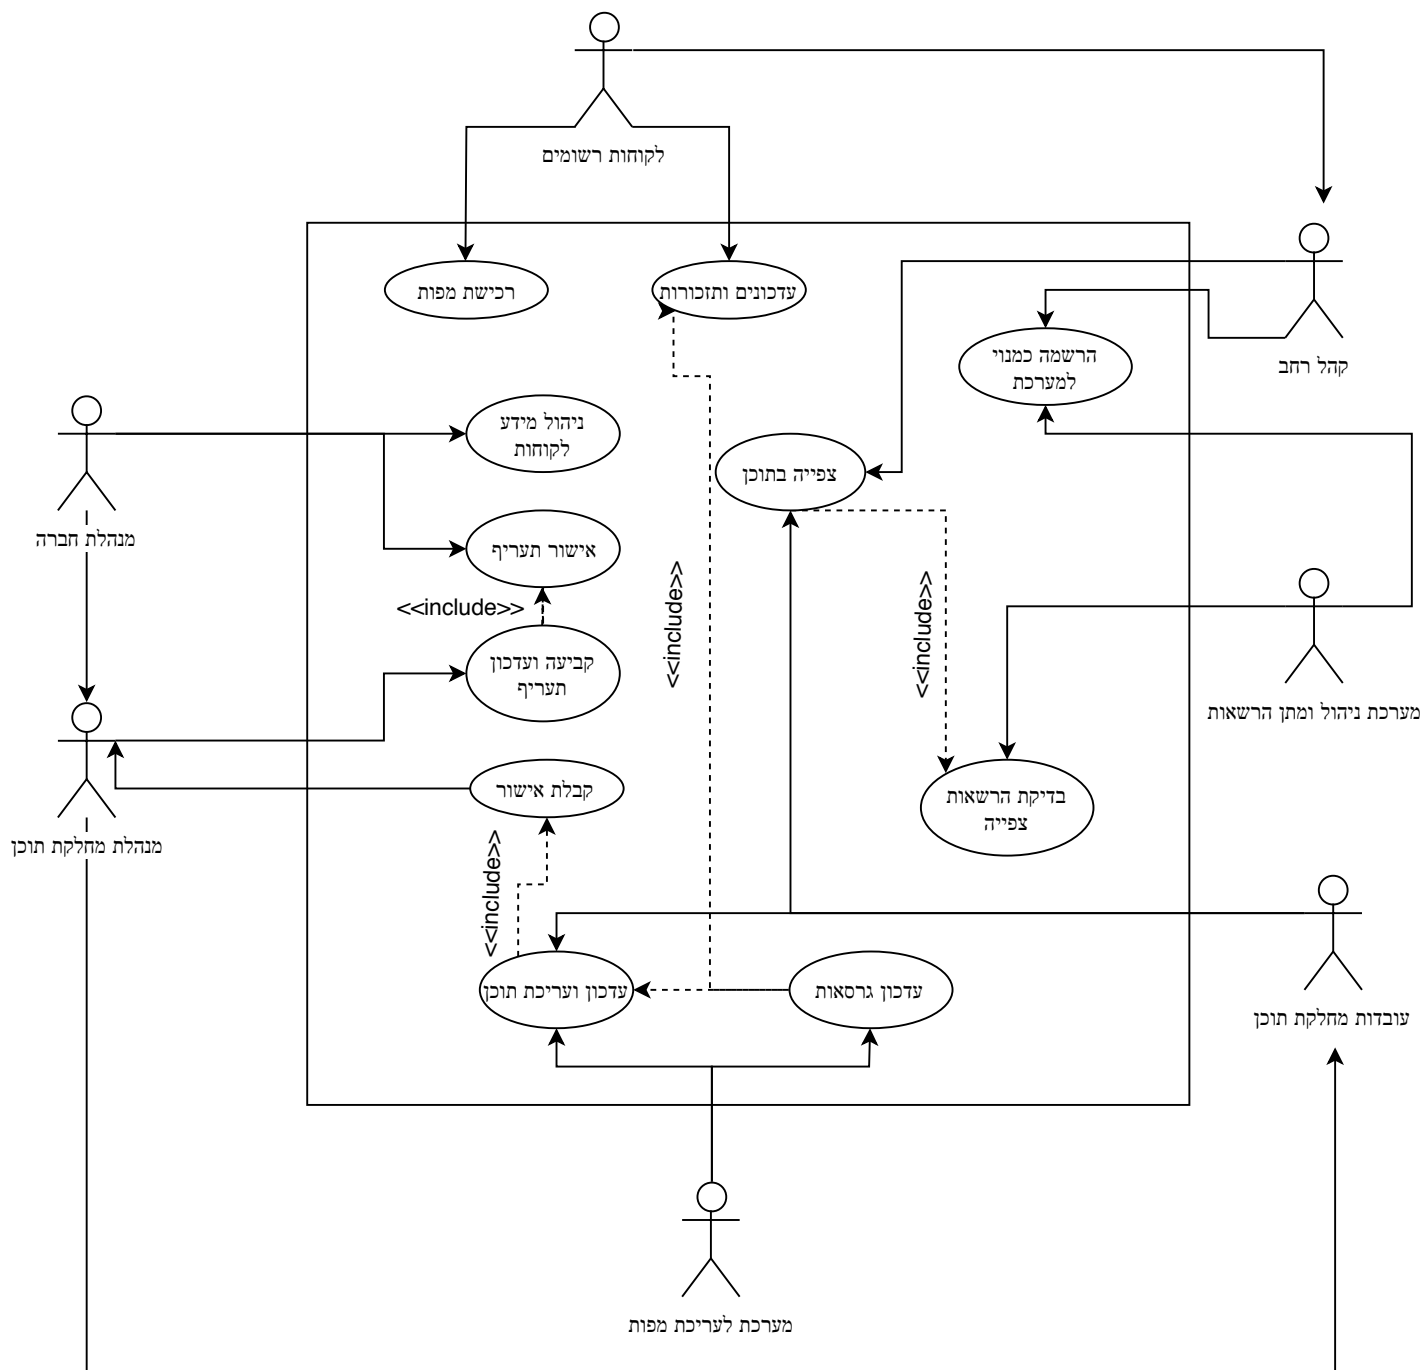 לקוחות רשומים
רכישת מפות
עדכונים ותזכורות
הרשמה כמנוי
למערכת
קהל רחב
ניהול מידע
לקוחות
צפייה בתוכן
מנהלת חברה
אישור תעריף
<<include>>
<<include>>
<<include>>
קביעה ועדכון
תעריף
מערכת ניהול ומתן הרשאות
קבלת אישור
בדיקת הרשאות
צפייה
מנהלת מחלקת תוכן
<<include>>
עדכון ועריכת תוכן
עדכון גרסאות
עובדות מחלקת תוכן
מערכת לעריכת מפות